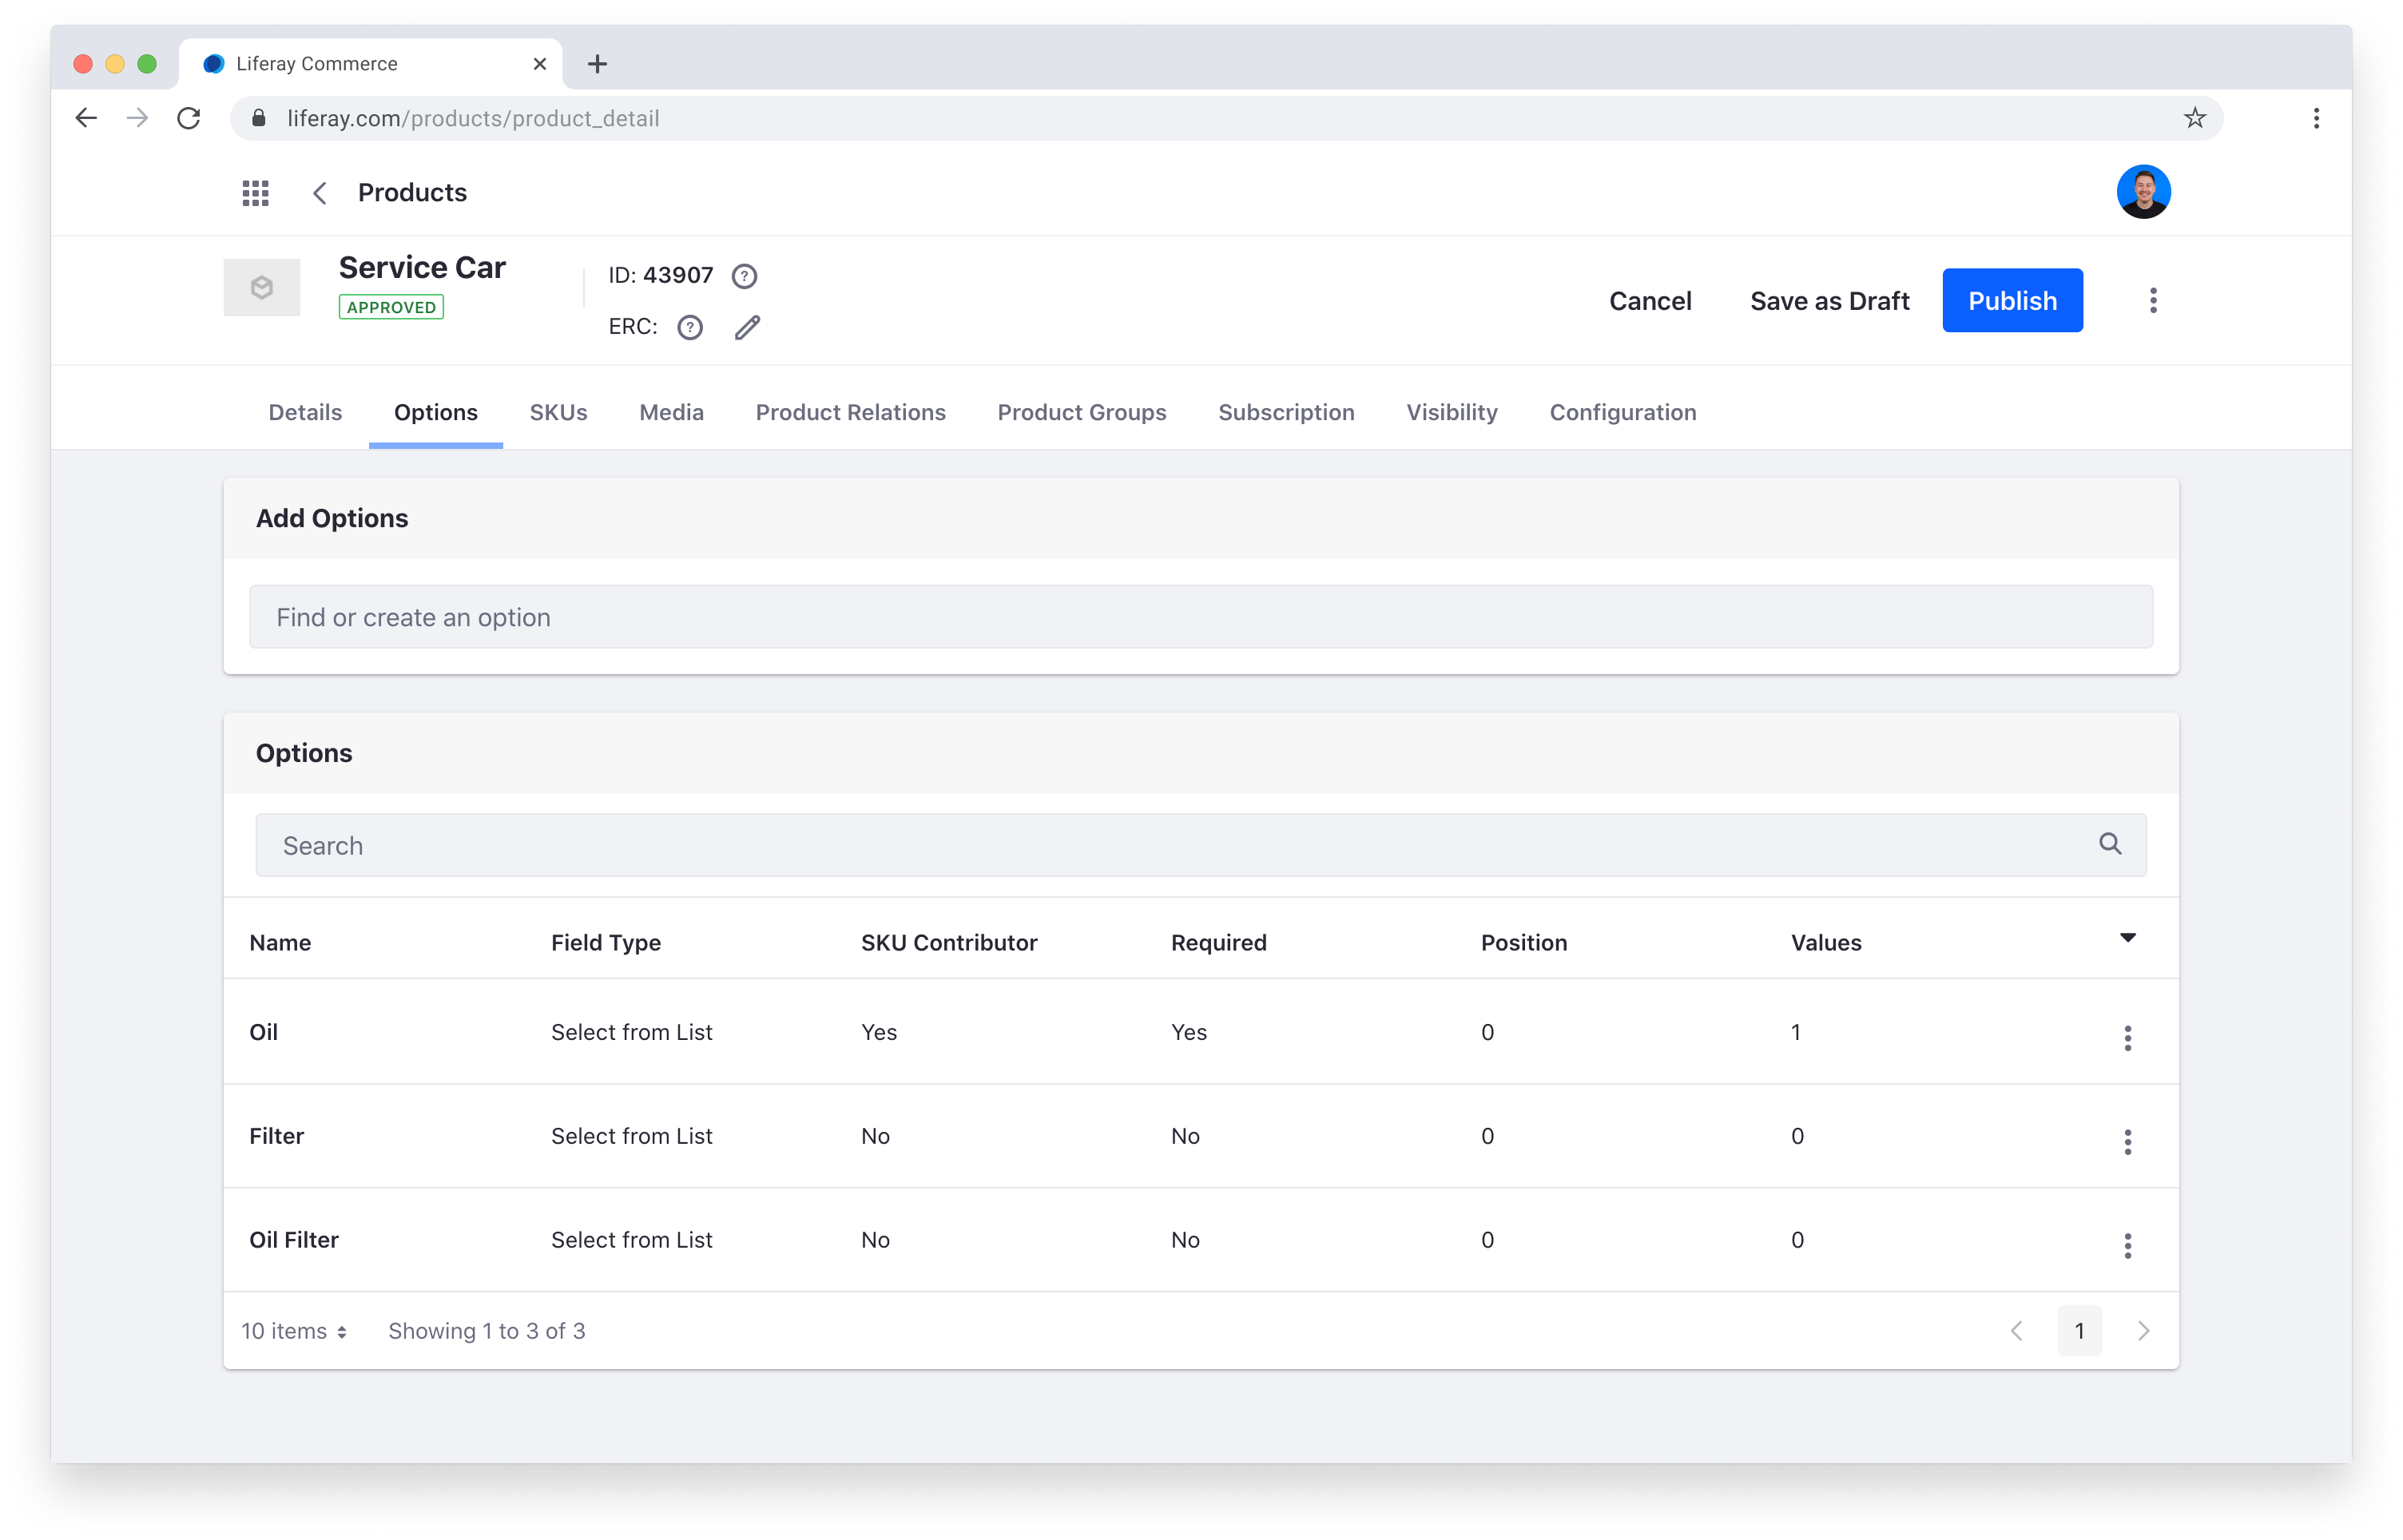 Liferay Commerce
liferay.com/products/product_detail
Products
Service Car
APPROVED
ID: 43907
ERC:
Cancel
Save as Draft
Publish
Details Options SKUs Media Product Relations Product Groups Subscription Visibility Configuration
Add Options
Find or create an option
Options
Search
Name Field Type SKU Contributor Required Position Values
Oil Select from List Yes Yes 0 1
Filter Select from List No No 0 0
Oil Filter Select from List No No 0 0
10 items Showing 1 to 3 of 3 1